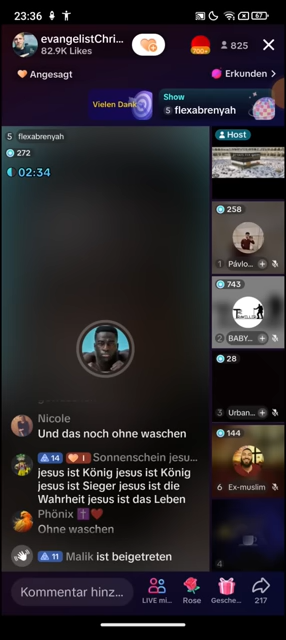 23:36
67
evangelistChri...
82.9K Likes
700+
825
Angesagt
Erkunden >
Vielen Dank
Show
5 flexabrenyah
5 flexabrenyah
272
02:34
Host
258
1 Pávlo...
743
2 BABY...
28
3 Urban...
144
6 Ex-muslim
4
Nicole
Und das noch ohne waschen
14 I Sonnenschein jesu...
jesus ist König jesus ist König
jesus ist Sieger jesus ist die
Wahrheit jesus ist das Leben
Phönix
Ohne waschen
11 Malik ist beigetreten
Kommentar hinz...
LIVE mi...
Rose
Gesche...
217